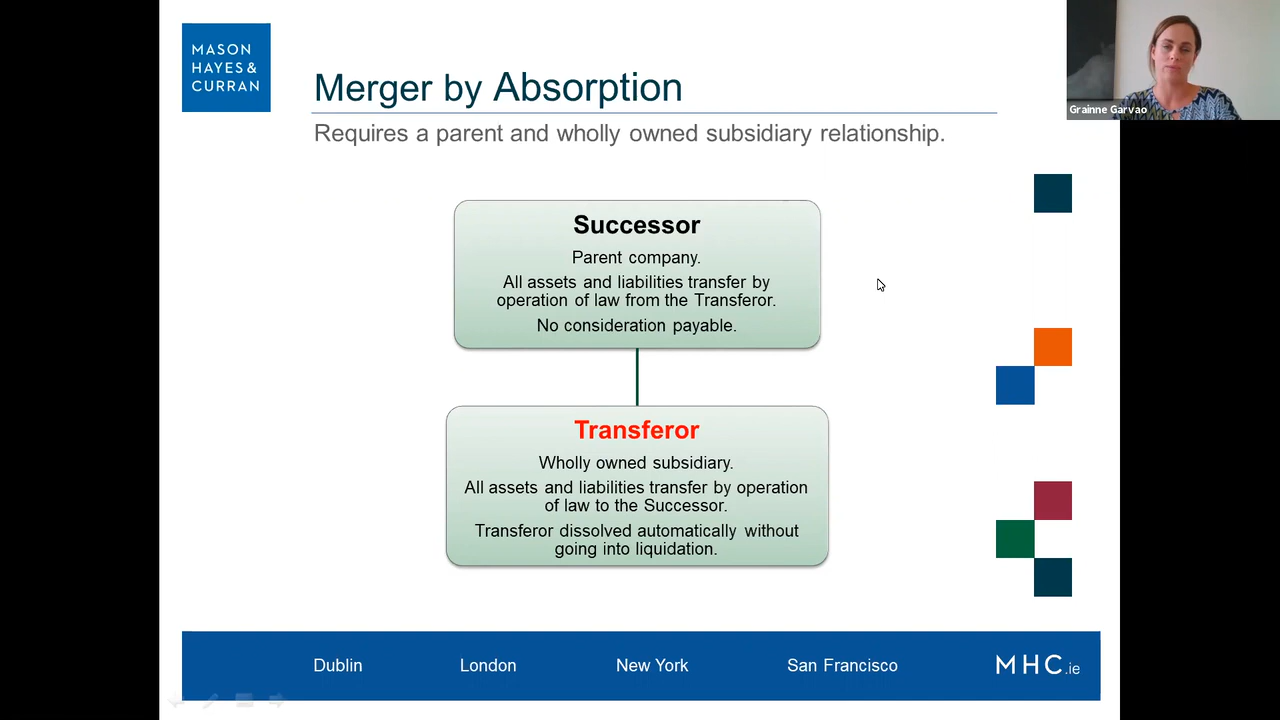 MASON
HAYES &
CURRAN
Merger by Absorption
Requires a parent and wholly owned subsidiary relationship.
Grainne Garvao
Successor
Parent company.
All assets and liabilities transfer by
operation of law from the Transferor.
No consideration payable.
Transferor
Wholly owned subsidiary.
All assets and liabilities transfer by operation
of law to the Successor.
Transferor dissolved automatically without
going into liquidation.
Dublin London New York San Francisco MHC.ie